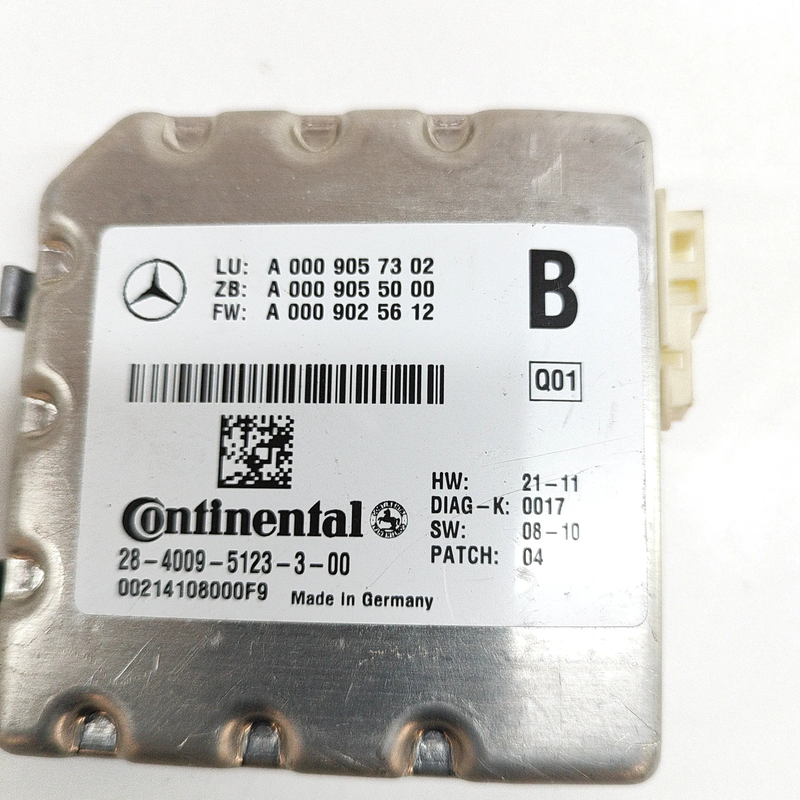 LU: A 000 905 73 02
ZB: A 000 905 50 00
FW: A 000 902 56 12
B
Q01
HW: 21-11
DIAG-K: 0017
SW: 08-10
PATCH: 04
Continental
28-4009-5123-3-00
00214108000F9 Made in Germany